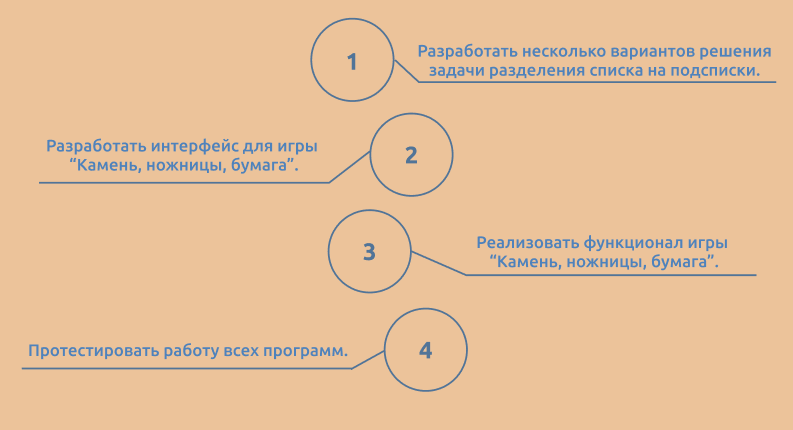 1
Разработать несколько вариантов решения
задачи разделения списка на подсписки.
Разработать интерфейс для игры
“Камень, ножницы, бумага”.
2
3
Реализовать функционал игры
“Камень, ножницы, бумага”.
Протестировать работу всех программ.
4